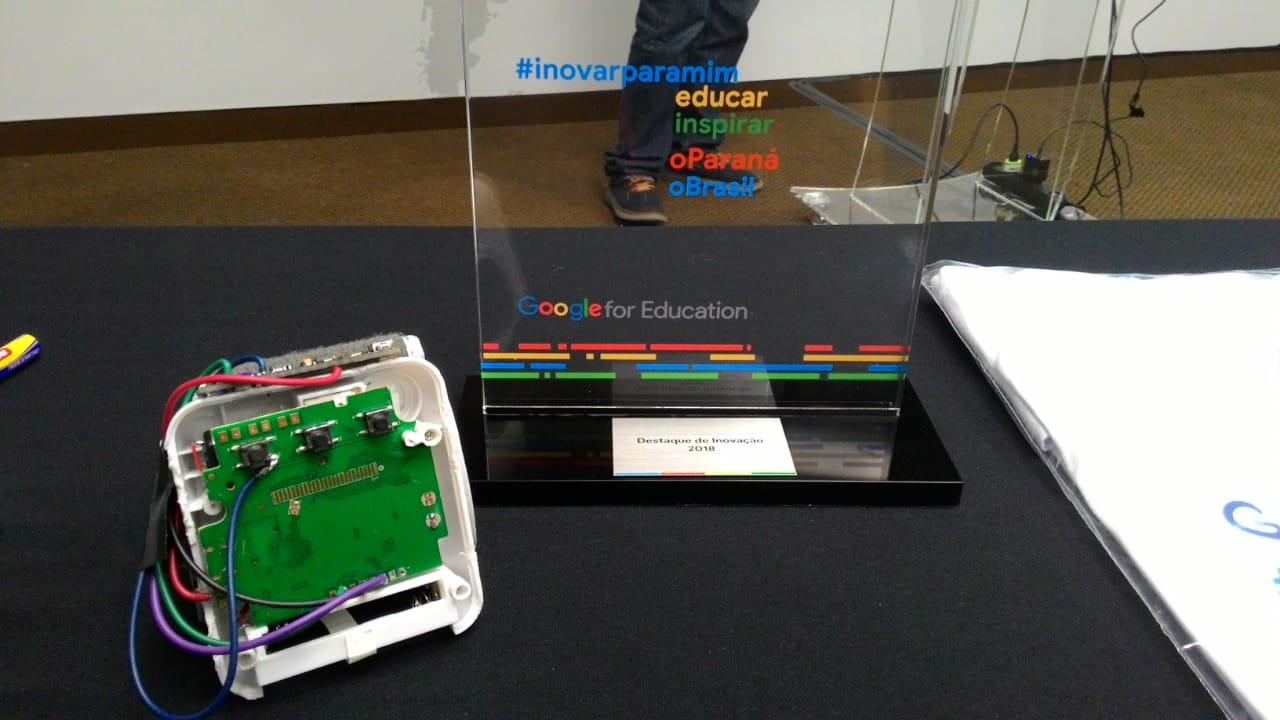 #inovarparamim
educar
inspirar
oParaná
oBrasil
Google for Education
Destaque de Inovação
2018
G